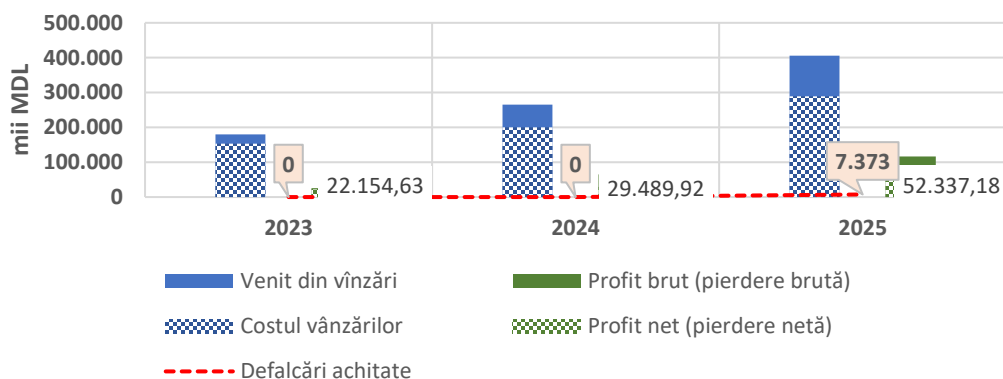 mii MDL
500.000
400.000
300.000
200.000
100.000
0
0
0
7.373
22.154,63
29.489,92
52.337,18
2023
2024
2025
Venit din vînzări
Profit brut (pierdere brută)
Costul vânzărilor
Profit net (pierdere netă)
Defalcări achitate